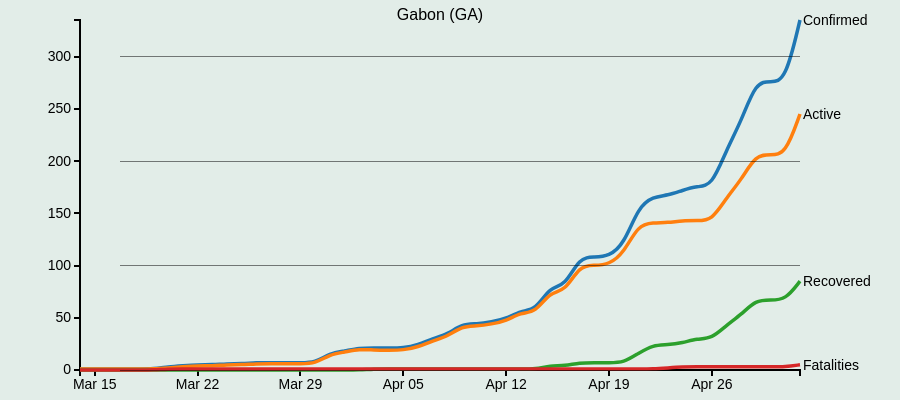 Gabon (GA)
Confirmed
300
250
Active
200
150
100
Recovered
50
0
Fatalities
Mar 15 Mar 22 Mar 29 Apr 05 Apr 12 Apr 19 Apr 26